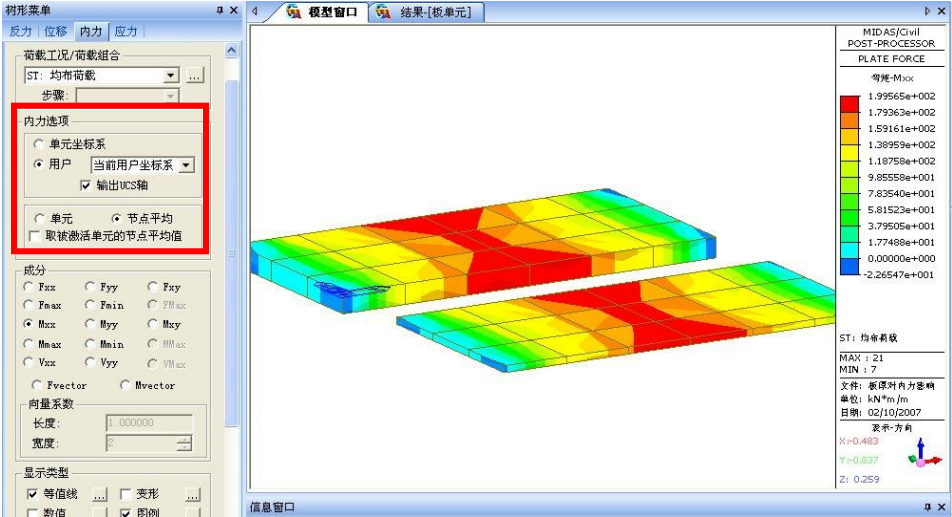 树形菜单
反力 位移 内力 应力
荷载工况/荷载组合
ST: 均布荷载
...
步骤:
内力选项
单元坐标系
用户 当前用户坐标系
输出UCS轴
单元 节点平均
取被激活单元的节点平均值
成分
Fxx Fyy Fxy
Fmax Fmin FMax
Mxx Myy Mxy
Mmax Mmin MMax
Vxx Vyy VMax
Fvector Mvector
向量系数
长度: 1.000000
宽度: 2
显示类型
等值线 ... 变形 ...
数值 图例
模型窗口 结果-[板单元]
MIDAS/Civil
POST-PROCESSOR
PLATE FORCE
弯矩-Mxx
1.99565e+002
1.79363e+002
1.59161e+002
1.38959e+002
1.18758e+002
9.85558e+001
7.83540e+001
5.81523e+001
3.79505e+001
1.77488e+001
0.00000e+000
-2.26547e+001
ST: 均布荷载
MAX : 21
MIN : 7
文件: 板厚对内力影响
单位: kN*m/m
日期: 02/10/2007
表示-方向
X:-0.483
Y:-0.837
Z: 0.259
信息窗口